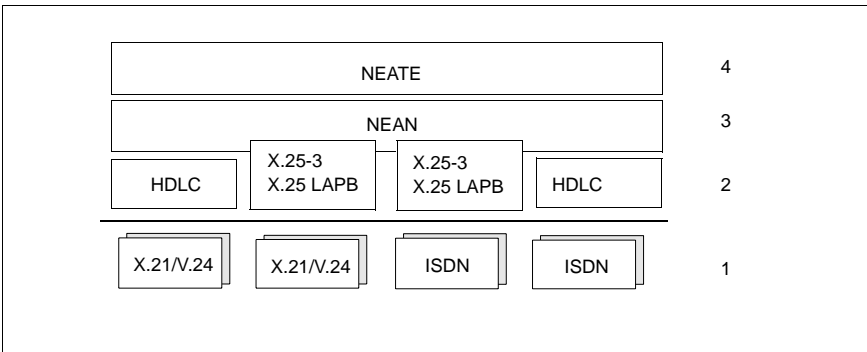 NEATE 4
NEAN 3
X.25-3 X.25-3
HDLC X.25 LAPB X.25 LAPB HDLC 2
X.21/V.24 X.21/V.24 ISDN ISDN 1